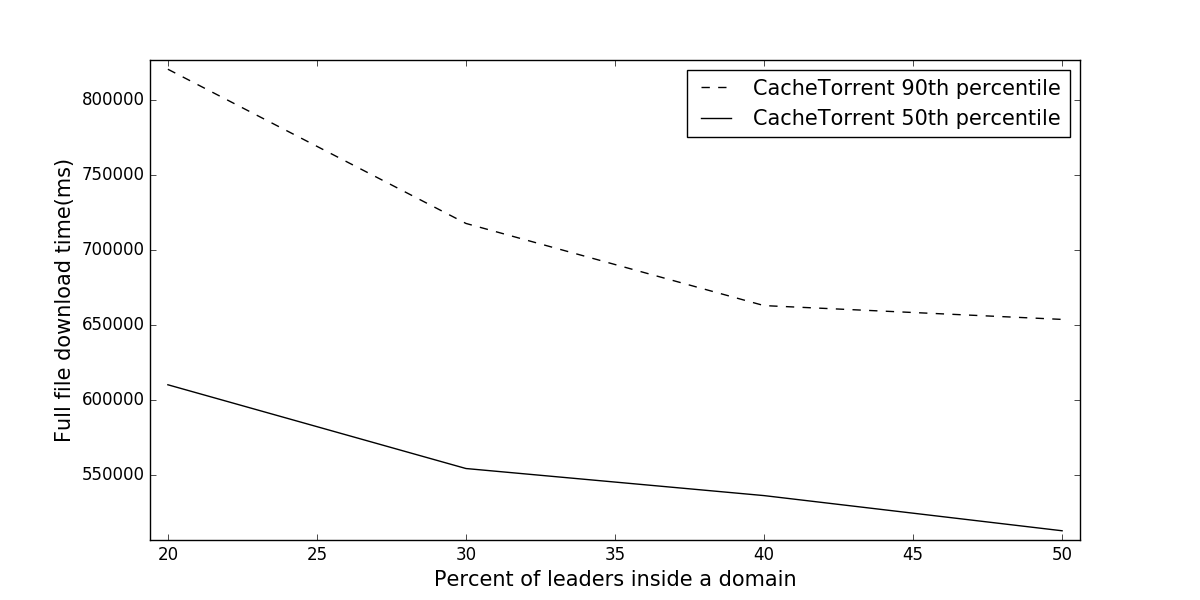 CacheTorrent 90th percentile
CacheTorrent 50th percentile
800000
750000
700000
650000
600000
550000
Full file download time(ms)
20 25 30 35 40 45 50
Percent of leaders inside a domain